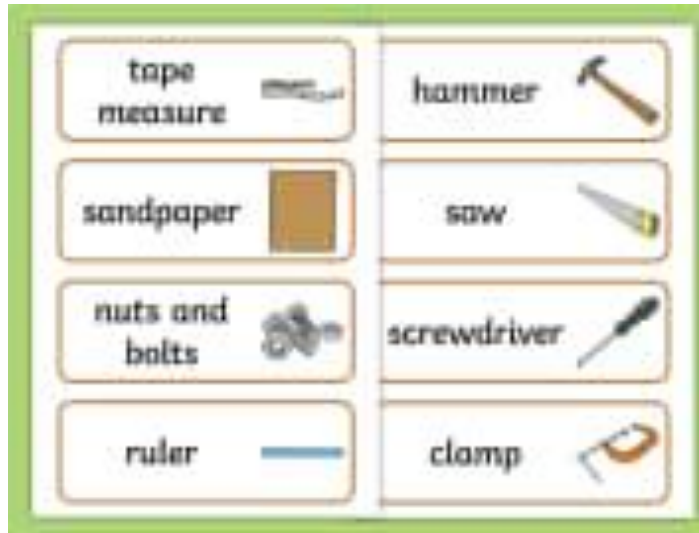 tape
measure
hammer
sandpaper
saw
nuts and
bolts
screwdriver
ruler
clamp